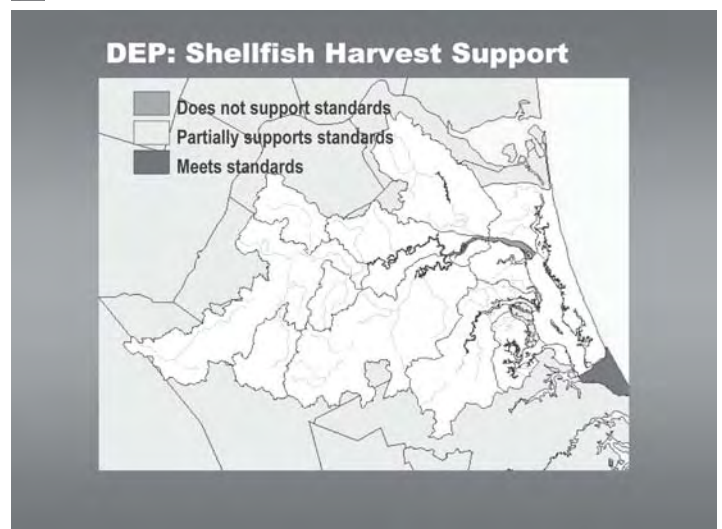 DEP: Shellfish Harvest Support
Does not support standards
Partially supports standards
Meets standards